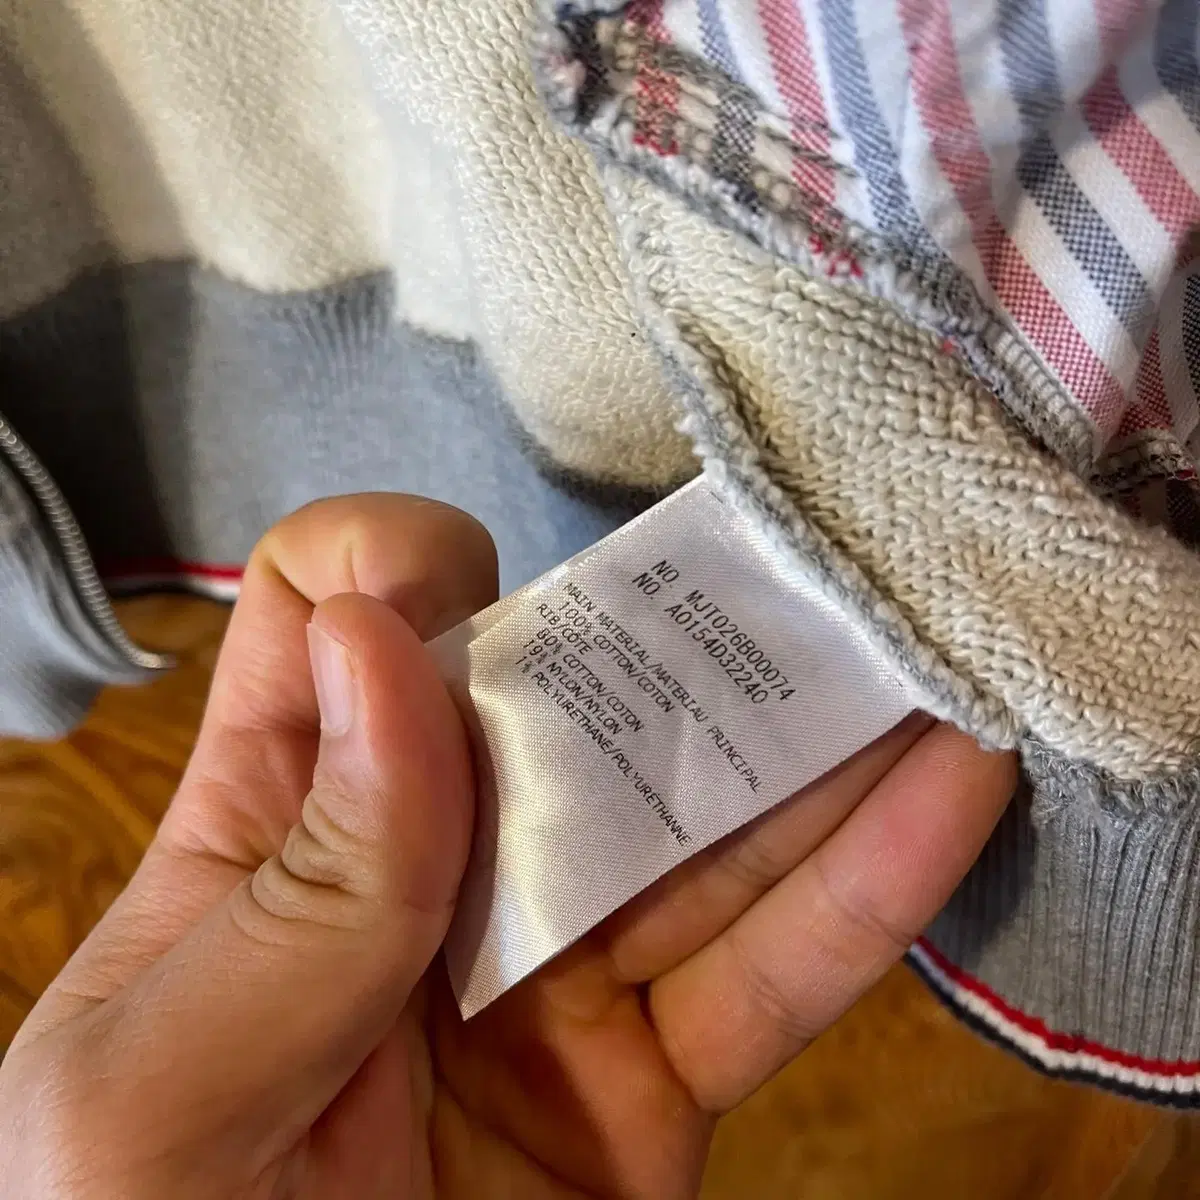 NO MJT026B00074
NO. A0154D32240
MAIN MATERIAL/MATERIAU PRINCIPAL
100% COTTON/COTON
RIB/COTE
80% COTTON/COTON
19% NYLON/NYLON
1% POLYURETHANE/POLYURETHANNE